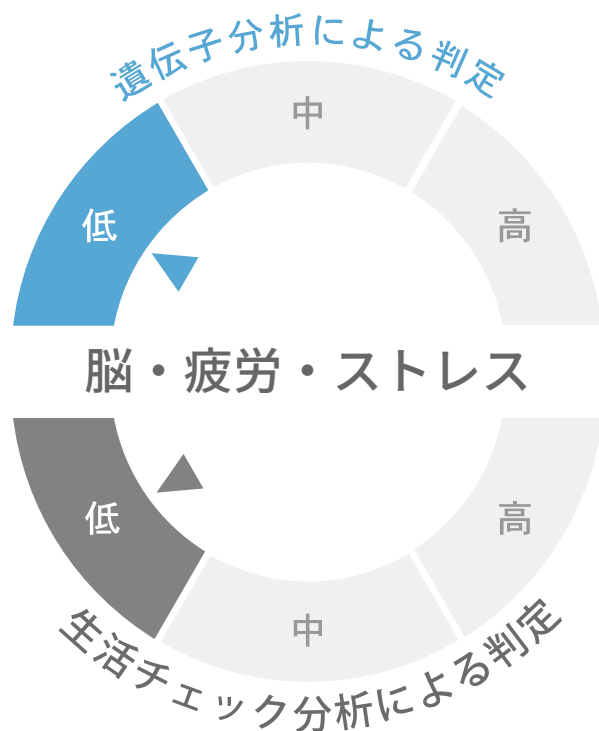 遺伝子分析による判定
中
低
高
脳・疲労・ストレス
低
高
中
生活チェック分析による判定